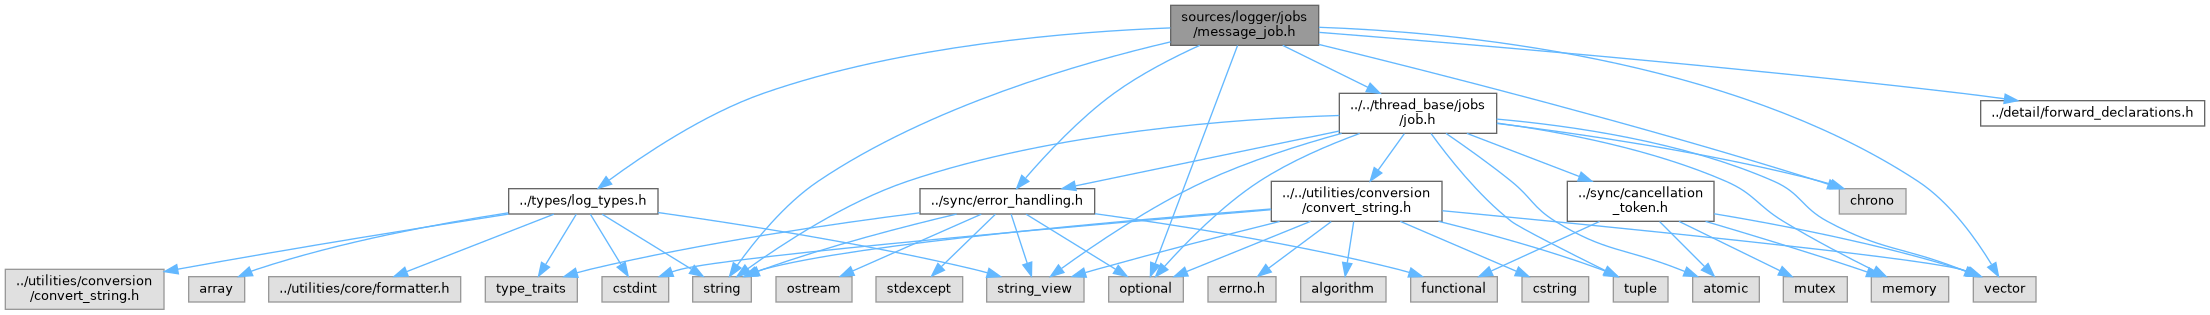 sources/logger/jobs
/message_job.h
../../thread_base/jobs
/job.h
../detail/forward_declarations.h
../types/log_types.h
../sync/error_handling.h
../../utilities/conversion
/convert_string.h
../sync/cancellation
_token.h
chrono
../utilities/conversion
/convert_string.h
array
../utilities/core/formatter.h
type_traits
cstdint
string
ostream
stdexcept
string_view
optional
errno.h
algorithm
functional
cstring
tuple
atomic
mutex
memory
vector